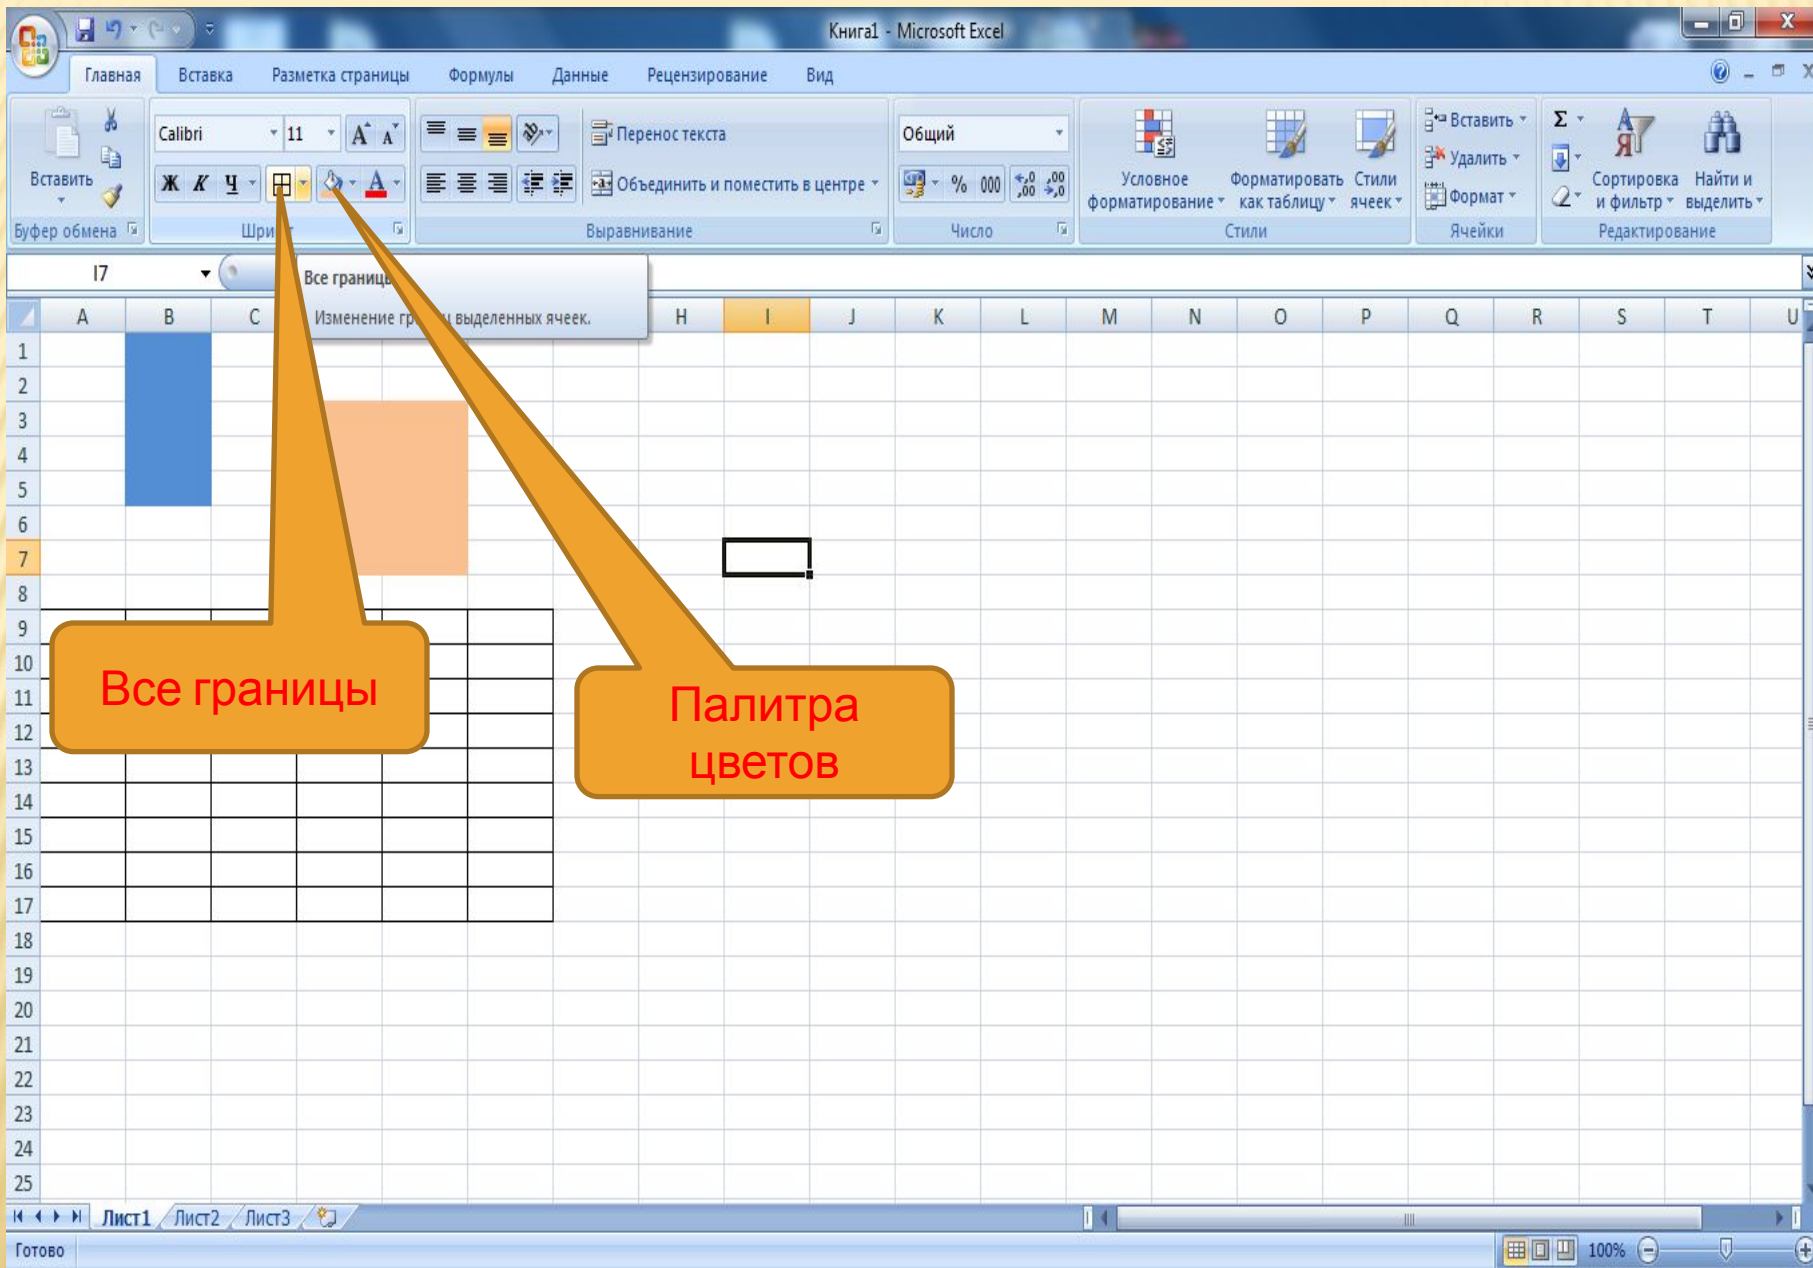 Книга1 - Microsoft Excel
Главная Вставка Разметка страницы Формулы Данные Рецензирование Вид
Вставить
Буфер обмена
Calibri 11
Ж К Ч
Перенос текста
Объединить и поместить в центре
Выравнивание
Общий
% 000
Число
Условное
форматирование
Форматировать
как таблицу
Стили
ячеек
Стили
Вставить
Удалить
Формат
Ячейки
Σ
Сортировка
и фильтр
Найти и
выделить
Редактирование
I7
Все границы
Изменение выделенных ячеек.
A B C H I J K L M N O P Q R S T U
1
2
3
4
5
6
7
8
9
10
11
12
13
14
15
16
17
18
19
20
21
22
23
24
25
Все границы
Палитра
цветов
Лист1 Лист2 Лист3
Готово
100%